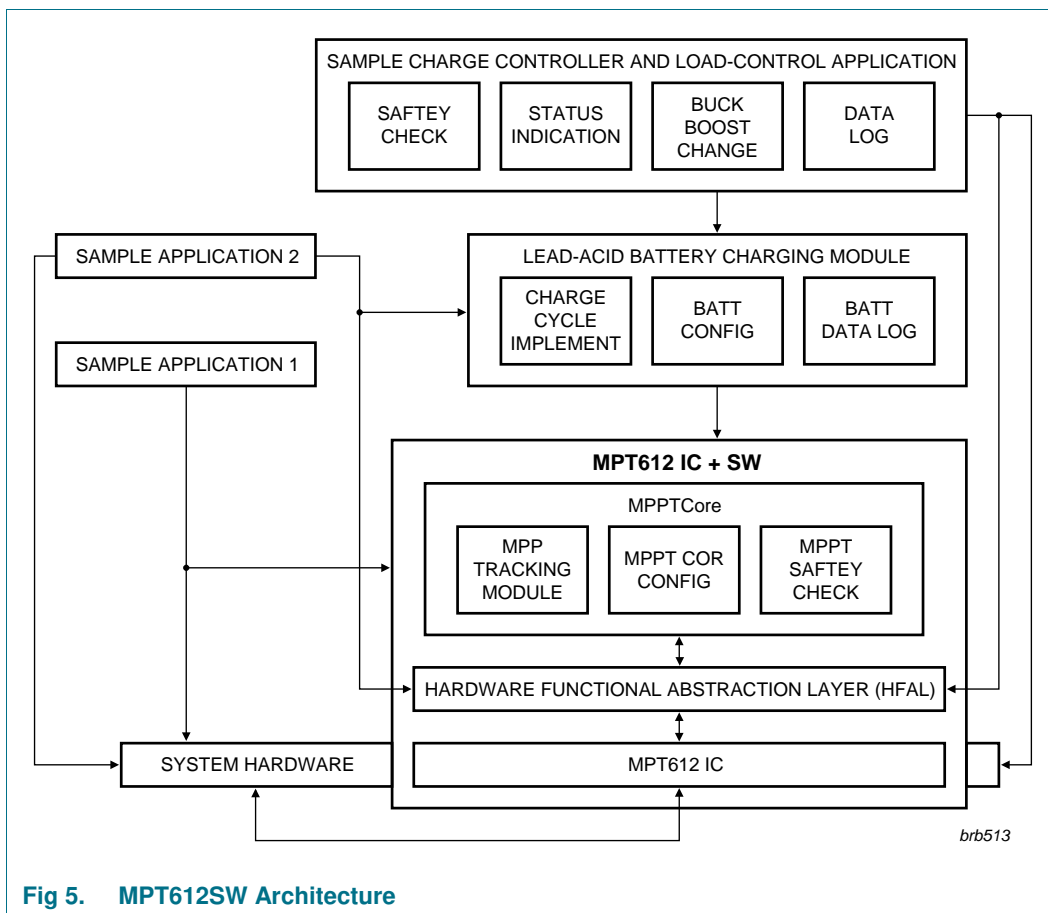 SAMPLE CHARGE CONTROLLER AND LOAD-CONTROL APPLICATION
SAFTEY
CHECK
STATUS
INDICATION
BUCK
BOOST
CHANGE
DATA
LOG
SAMPLE APPLICATION 2
LEAD-ACID BATTERY CHARGING MODULE
CHARGE
CYCLE
IMPLEMENT
BATT
CONFIG
BATT
DATA LOG
SAMPLE APPLICATION 1
MPT612 IC + SW
MPPTCore
MPP
TRACKING
MODULE
MPPT COR
CONFIG
MPPT
SAFTEY
CHECK
HARDWARE FUNCTIONAL ABSTRACTION LAYER (HFAL)
SYSTEM HARDWARE
MPT612 IC
brb513
Fig 5. MPT612SW Architecture